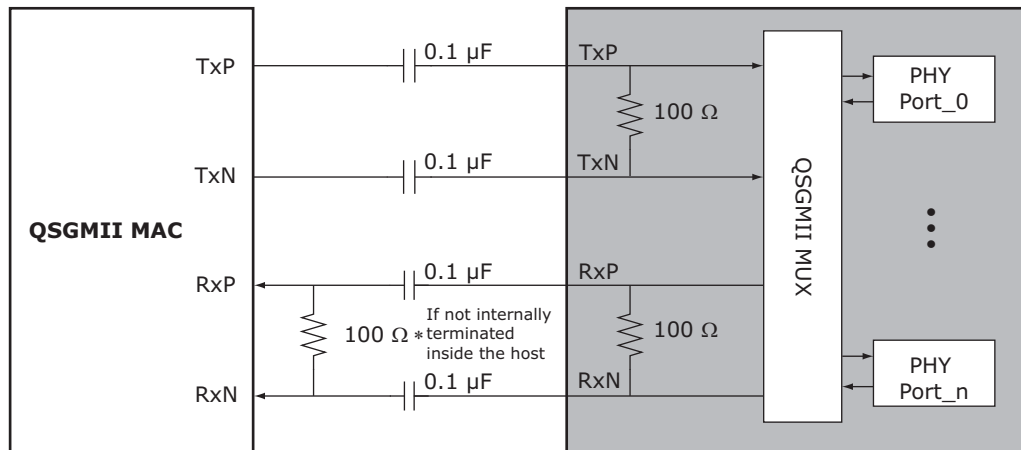 0.1 µF
TxP
TxP
PHY
Port_0
100 Ω
0.1 µF
TxN
TxN
QSGMII MAC
QSGMII MUX
0.1 µF
RxP
RxP
If not internally
100 Ω * terminated
inside the host
100 Ω
0.1 µF
RxN
RxN
PHY
Port_n